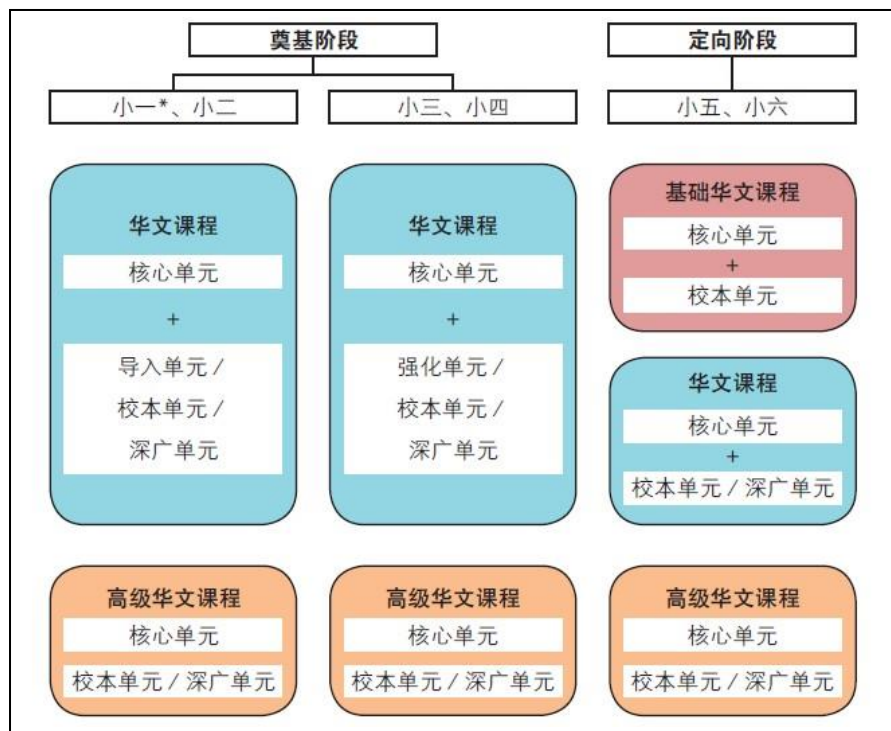 奠基阶段
定向阶段
小一*、小二
小三、小四
小五、小六
华文课程
核心单元
+
导入单元 /
校本单元 /
深广单元
华文课程
核心单元
+
强化单元 /
校本单元 /
深广单元
基础华文课程
核心单元
+
校本单元
华文课程
核心单元
+
校本单元 / 深广单元
高级华文课程
核心单元
校本单元 / 深广单元
高级华文课程
核心单元
校本单元 / 深广单元
高级华文课程
核心单元
校本单元 / 深广单元